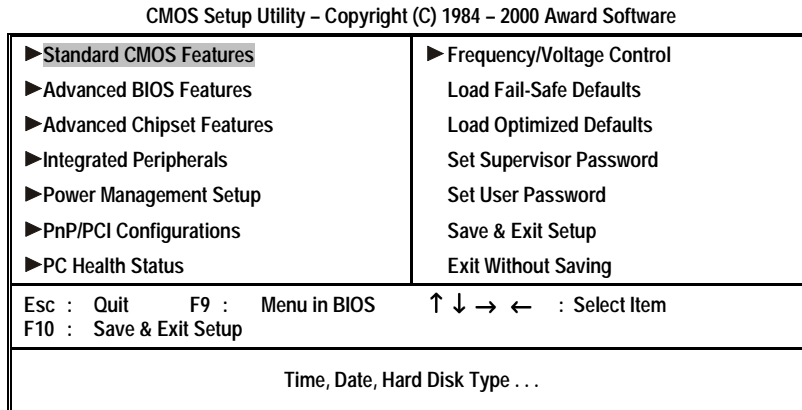 CMOS Setup Utility – Copyright (C) 1984 – 2000 Award Software
►Standard CMOS Features
►Advanced BIOS Features
►Advanced Chipset Features
►Integrated Peripherals
►Power Management Setup
►PnP/PCI Configurations
►PC Health Status
►Frequency/Voltage Control
Load Fail-Safe Defaults
Load Optimized Defaults
Set Supervisor Password
Set User Password
Save & Exit Setup
Exit Without Saving
Esc : Quit F9 : Menu in BIOS ↑ ↓ → ← : Select Item
F10 : Save & Exit Setup
Time, Date, Hard Disk Type . . .